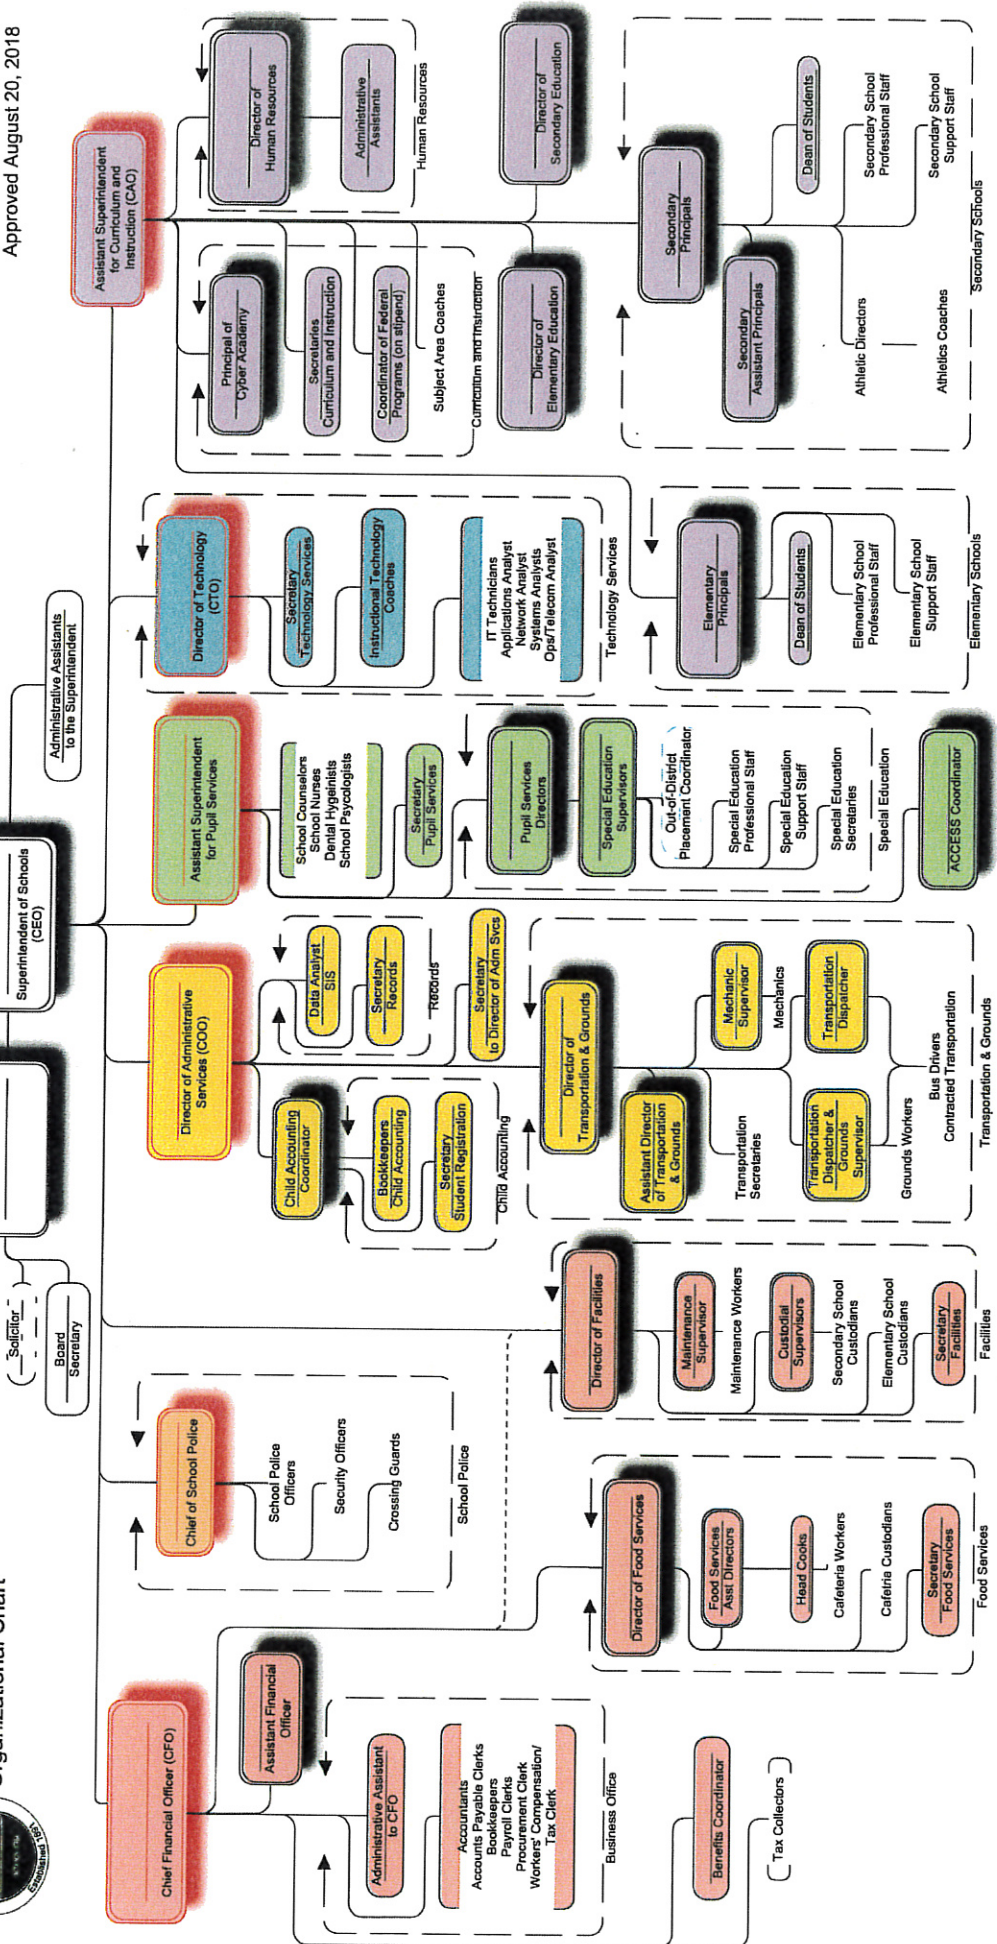 Organizational Chart
Approved August 20, 2018
Established 1891
Solicitor
Board
Secretary
Superintendent of Schools
(CEO)
Administrative Assistants
to the Superintendent
Chief Financial Officer (CFO)
Assistant Financial
Officer
Administrative Assistant
to CFO
Accountants
Accounts Payable Clerks
Bookkeepers
Payroll Clerks
Procurement Clerk
Workers' Compensation/
Tax Clerk
Business Office
Benefits Coordinator
Tax Collectors
Chief of School Police
School Police
Officers
Security Officers
Crossing Guards
School Police
Director of Food Services
Food Services
Asst Directors
Head Cooks
Cafeteria Workers
Cafetria Custodians
Secretary
Food Services
Food Services
Director of Facilities
Maintenance
Supervisor
Maintenance Workers
Custodial
Supervisors
Secondary School
Custodians
Elementary School
Custodians
Secretary
Facilities
Facilities
Director of Administrative
Services (COO)
Child Accounting
Coordinator
Bookkeepers
Child Accounting
Secretary
Student Registration
Child Accounting
Data Analyst
SIS
Secretary
Records
Records
Secretary
to Director of Adm Svcs
Director of
Transportation & Grounds
Assistant Director
of Transportation
& Grounds
Transportation
Secretaries
Mechanic
Supervisor
Mechanics
Transportation
Dispatcher &
Grounds
Supervisor
Transportation
Dispatcher
Grounds Workers
Bus Drivers
Contracted Transportation
Transportation & Grounds
Assistant Superintendent
for Pupil Services
School Counselors
School Nurses
Dental Hygeinists
School Psycologists
Secretary
Pupil Services
Pupil Services
Directors
Special Education
Supervisors
Out-of-District
Placement Coordinator
Special Education
Professional Staff
Special Education
Support Staff
Special Education
Secretaries
Special Education
ACCESS Coordinator
Director of Technology
(CTO)
Secretary
Technology Services
Instructional Technology
Coaches
IT Technicians
Applications Analyst
Network Analyst
Systems Analysts
Ops/Telecom Analyst
Technology Services
Elementary
Principals
Dean of Students
Elementary School
Professional Staff
Elementary School
Support Staff
Elementary Schools
Assistant Superintendent
for Curriculum and
Instruction (CAO)
Principal of
Cyber Academy
Secretaries
Curriculum and Instruction
Coordinator of Federal
Programs (on stipend)
Subject Area Coaches
Curriculum and Instruction
Director of
Human Resources
Administrative
Assistants
Human Resources
Director of
Elementary Education
Director of
Secondary Education
Secondary
Principals
Secondary
Assistant Principals
Dean of Students
Athletic Directors
Secondary School
Professional Staff
Athletics Coaches
Secondary School
Support Staff
Secondary Schools